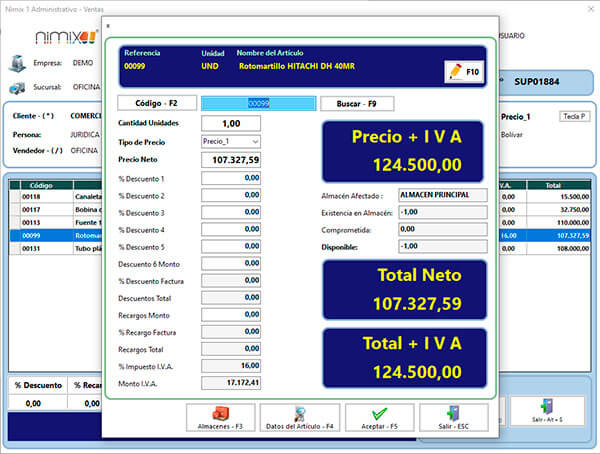 Nimix 1 Administrativo - Ventas
nimix
Empresa: DEMO
Sucursal: OFICINA
USUARIO
SUP01884
Cliente - ( * ) COMERCI
Persona: JURIDICA
Vendedor - ( / ) OFICINA
Precio_1 Tecla P
Bolívar
Código
00118 Canaleta
00117 Bobina
00113 Fuente 1
00099 Rotomar
00131 Tubo plá
V.A. Total
0,00 15.500,00
0,00 32.750,00
0,00 110.000,00
16,00 107.327,59
0,00 108.000,00
% Descuento % Reca
0,00 0,00
Salir - Alt + S
Referencia Unidad Nombre del Artículo
00099 UND Rotomartillo HITACHI DH 40MR
F10
Código - F2 00099 Buscar - F9
Cantidad Unidades 1,00
Tipo de Precio Precio_1
Precio Neto 107.327,59
% Descuento 1 0,00
% Descuento 2 0,00
% Descuento 3 0,00
% Descuento 4 0,00
% Descuento 5 0,00
Descuento 6 Monto 0,00
% Descuento Factura 0,00
Descuentos Total 0,00
Recargos Monto 0,00
% Recargo Factura 0,00
Recargos Total 0,00
% Impuesto I.V.A. 16,00
Monto I.V.A. 17.172,41
Precio + I V A
124.500,00
Almacén Afectado : ALMACEN PRINCIPAL
Existencia en Almacén: -1,00
Comprometida: 0,00
Disponible: -1,00
Total Neto
107.327,59
Total + I V A
124.500,00
Almacenes - F3 Datos del Artículo - F4 Aceptar - F5 Salir - ESC